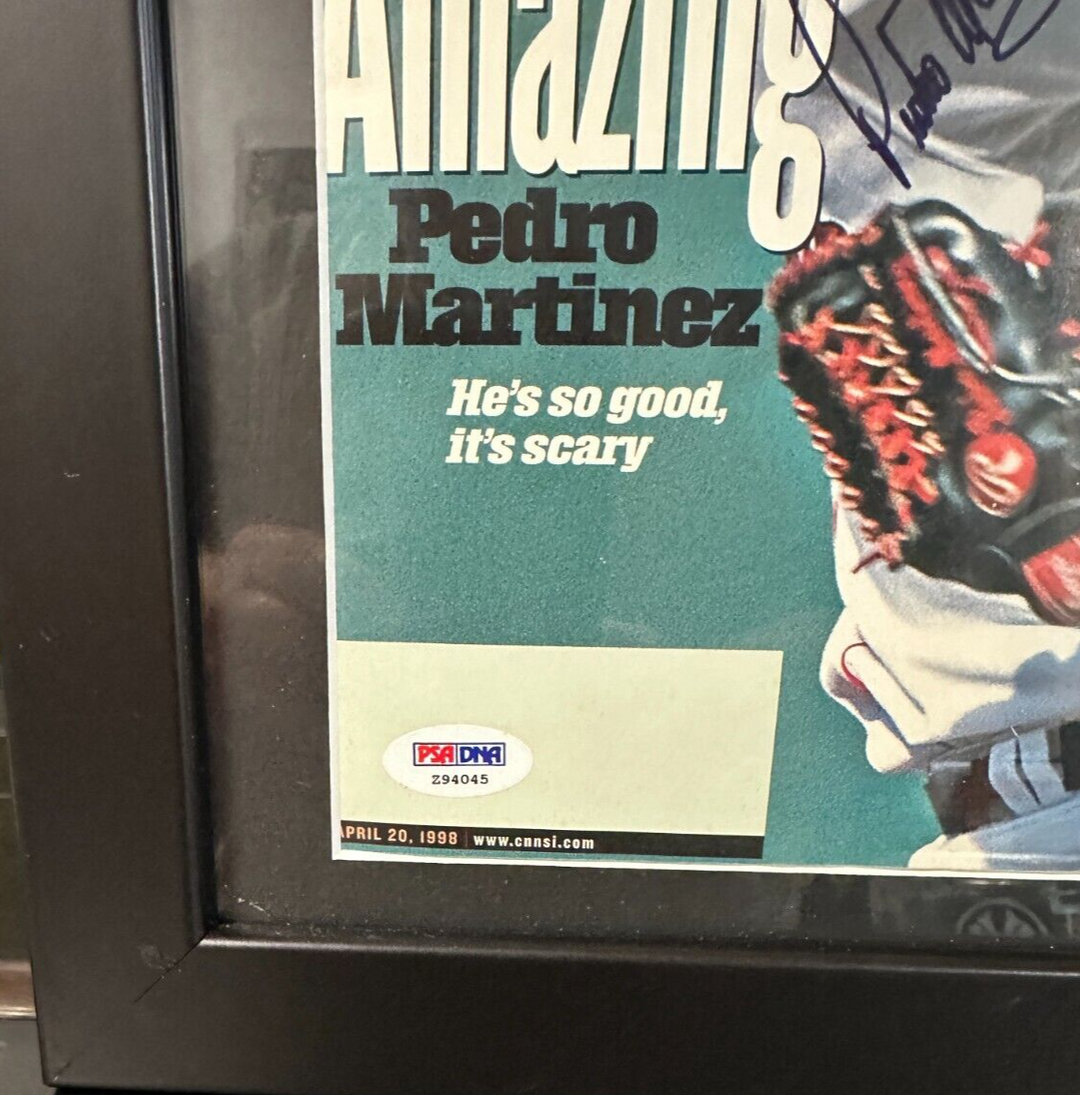 Amazing
Pedro
Martinez
He's so good,
it's scary
PSA DNA
Z94045
APRIL 20, 1998 | www.cnnsi.com